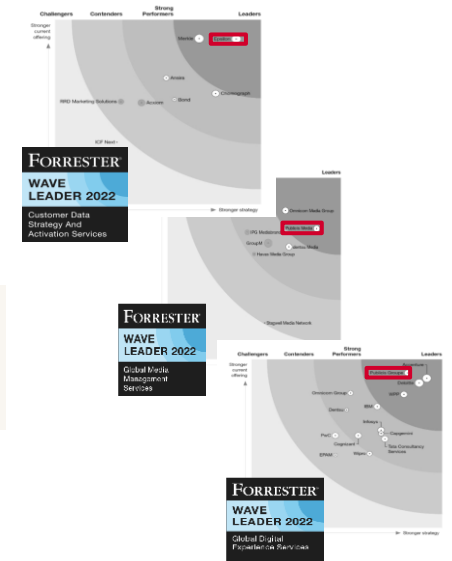 Challengers
Contenders
Strong
Performers
Leaders
Stronger
current
offering
Merkle
Epsilon
Ansira
Omnicomgraph
RRD Marketing Solutions
Acxiom
Bond
ICF Next
Stronger strategy
FORRESTER
WAVE
LEADER 2022
Customer Data
Strategy And
Activation Services
Leaders
Omnicom Media Group
Publicis Media
IPG Mediabrands
GroupM
dentsu Media
Havas Media Group
Stagwell Media Network
FORRESTER
WAVE
LEADER 2022
Global Media
Management
Services
Challengers
Contenders
Strong
Performers
Leaders
Stronger
current
offering
Accenture
Publicis Groupe
Deloitte
WPP
Omnicom Group
Dentsu
IBM
Infosys
Capgemini
PwC
Cognizant
Tata Consultancy
Services
EPAM
Wipro
Stronger strategy
FORRESTER
WAVE
LEADER 2022
Global Digital
Experience Services